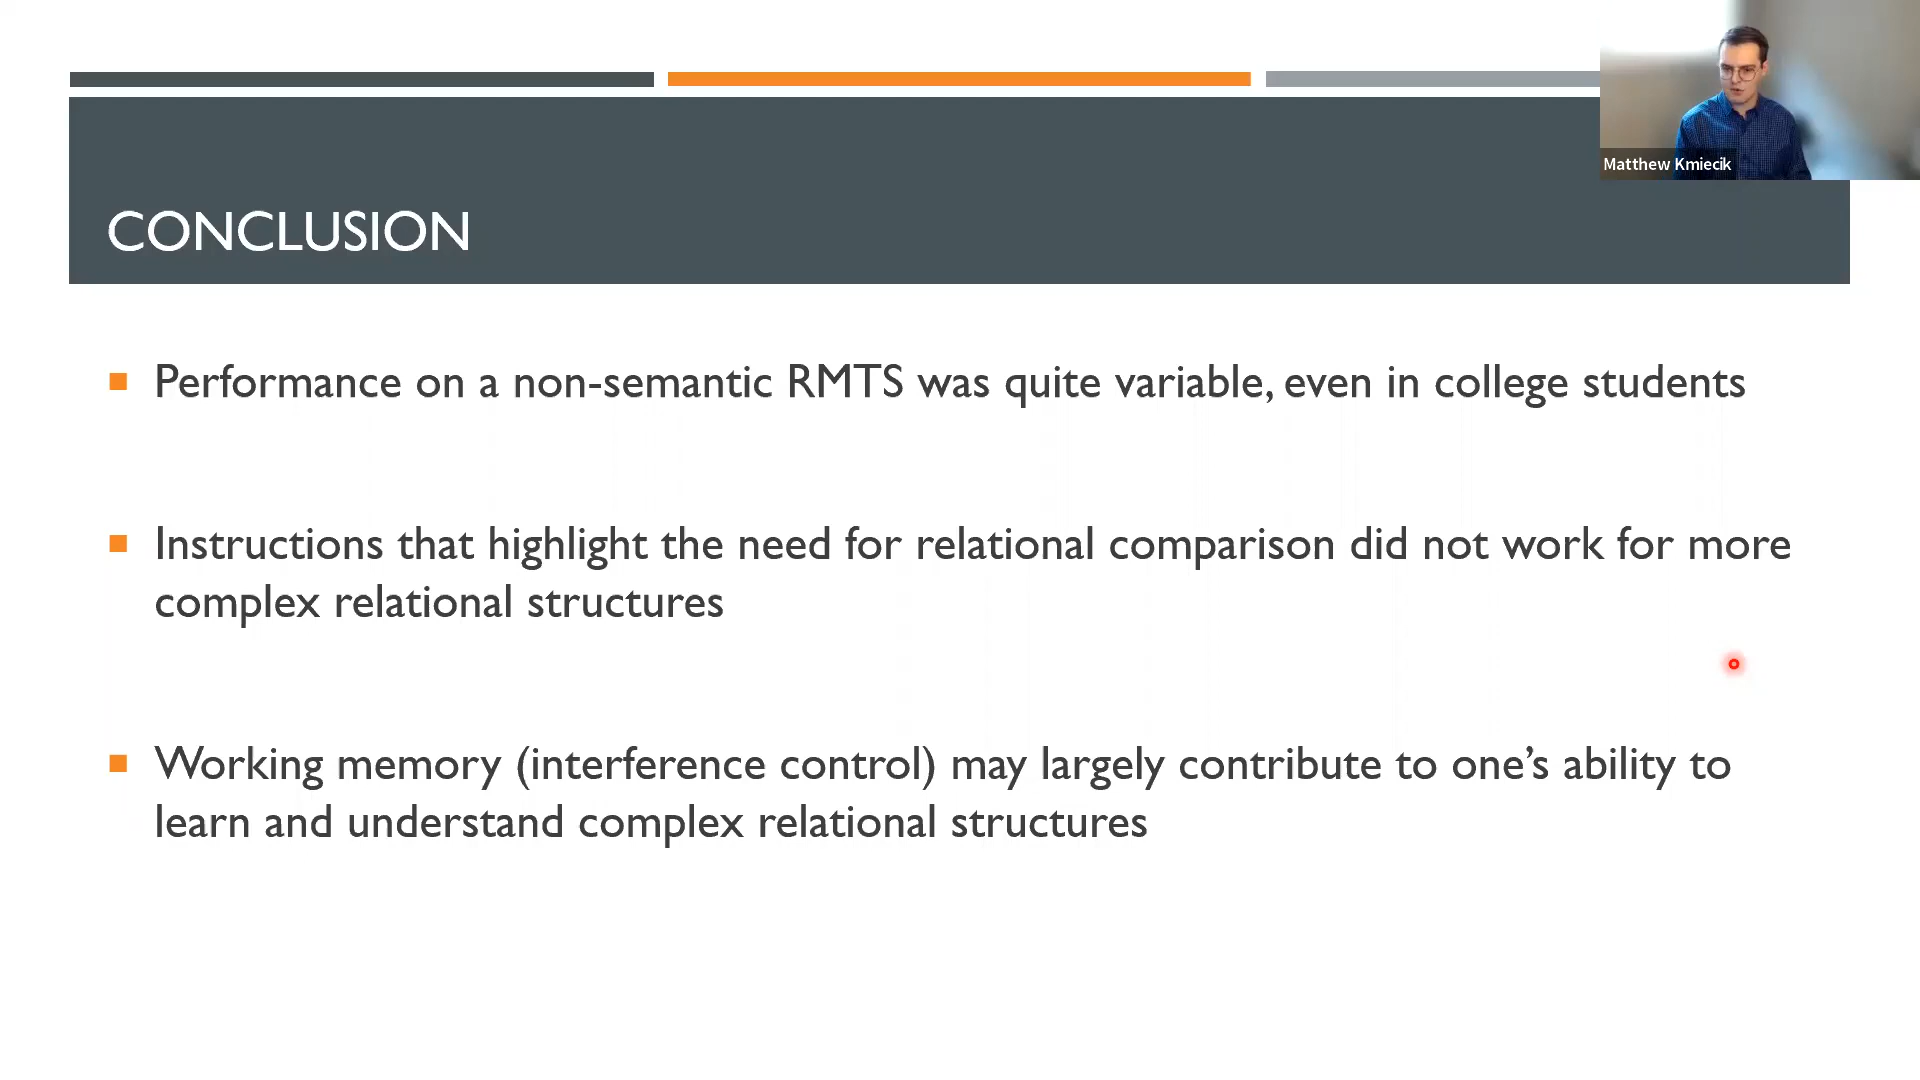 Matthew Kmiecik
CONCLUSION
Performance on a non-semantic RMTS was quite variable, even in college students
Instructions that highlight the need for relational comparison did not work for more
complex relational structures
Working memory (interference control) may largely contribute to one’s ability to
learn and understand complex relational structures